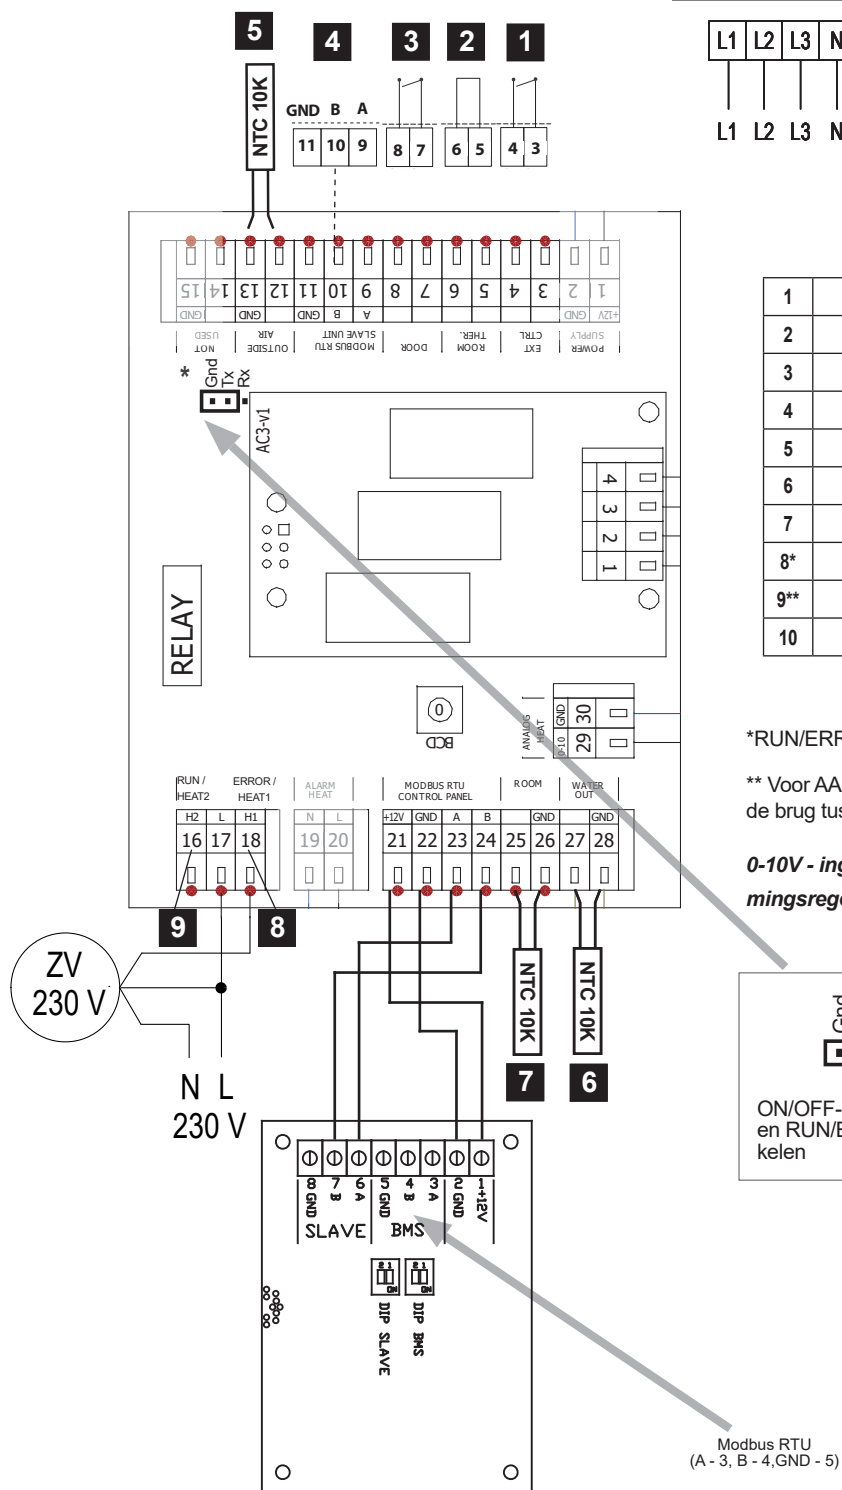 5 4 3 2 1
L1 L2 L3 N
L1 L2 L3 N
NTC 10K
GND B A
11 10 9
8 7
6 5
4 3
15 14 13 12 11 10 9 8 7 6 5 4 3 2 1
GND GND GND B A GND +12V
NOT USED
OUTSIDE AIR
MODBUS RTU SLAVE UNIT
DOOR
ROOM THER.
EXT CTRL
POWER SUPPLY
*
Gnd
Tx
Rx
AC3-v1
4
3
2
1
RELAY
0
BCD
ANALOG HEAT
0-10 GND
29 30
1
2
3
4
5
6
7
8*
9**
10
*RUN/ERR
** Voor AA
de brug tus
0-10V - ing
mingsrege
RUN / HEAT2
ERROR / HEAT1
ALARM HEAT
MODBUS RTU
CONTROL PANEL
ROOM
WATER OUT
H2 L H1 N L +12V GND A B GND GND
16 17 18 19 20 21 22 23 24 25 26 27 28
9 8
ZV
230 V
N L
230 V
NTC 10K
NTC 10K
7 6
Gnd
ON/OFF-
en RUN/E
kelen
8 GND
7 B
6 A
5 GND
4 B
3 A
2 GND
1 +12V
SLAVE BMS
2 1
ON
2 1
ON
DIP SLAVE
DIP BMS
Modbus RTU
(A - 3, B - 4,GND - 5)